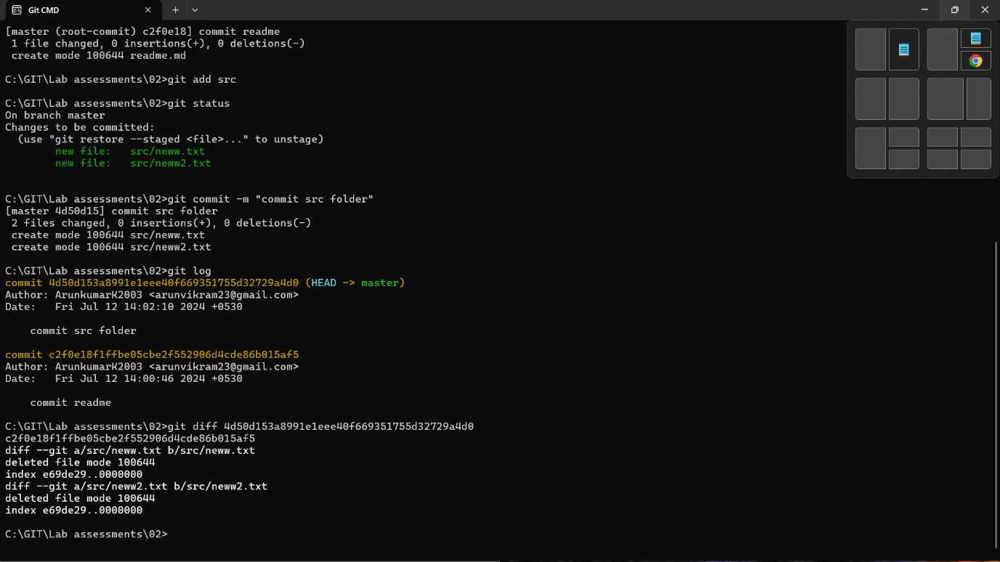 Git CMD
[master (root-commit) c2f0e18] commit readme
 1 file changed, 0 insertions(+), 0 deletions(-)
 create mode 100644 readme.md
C:\GIT\Lab assessments\02>git add src
C:\GIT\Lab assessments\02>git status
On branch master
Changes to be committed:
  (use "git restore --staged <file>..." to unstage)
        new file:   src/neww.txt
        new file:   src/neww2.txt
C:\GIT\Lab assessments\02>git commit -m "commit src folder"
[master 4d50d15] commit src folder
 2 files changed, 0 insertions(+), 0 deletions(-)
 create mode 100644 src/neww.txt
 create mode 100644 src/neww2.txt
C:\GIT\Lab assessments\02>git log
commit 4d50d153a8991e1eee40f669351755d32729a4d0 (HEAD -> master)
Author: ArunkumarK2003 <arunvikram23@gmail.com>
Date:   Fri Jul 12 14:02:10 2024 +0530
    commit src folder
commit c2f0e18f1ffbe05cbe2f552906d4cde86b015af5
Author: ArunkumarK2003 <arunvikram23@gmail.com>
Date:   Fri Jul 12 14:00:46 2024 +0530
    commit readme
C:\GIT\Lab assessments\02>git diff 4d50d153a8991e1eee40f669351755d32729a4d0
c2f0e18f1ffbe05cbe2f552906d4cde86b015af5
diff --git a/src/neww.txt b/src/neww.txt
deleted file mode 100644
index e69de29..0000000
diff --git a/src/neww2.txt b/src/neww2.txt
deleted file mode 100644
index e69de29..0000000
C:\GIT\Lab assessments\02>